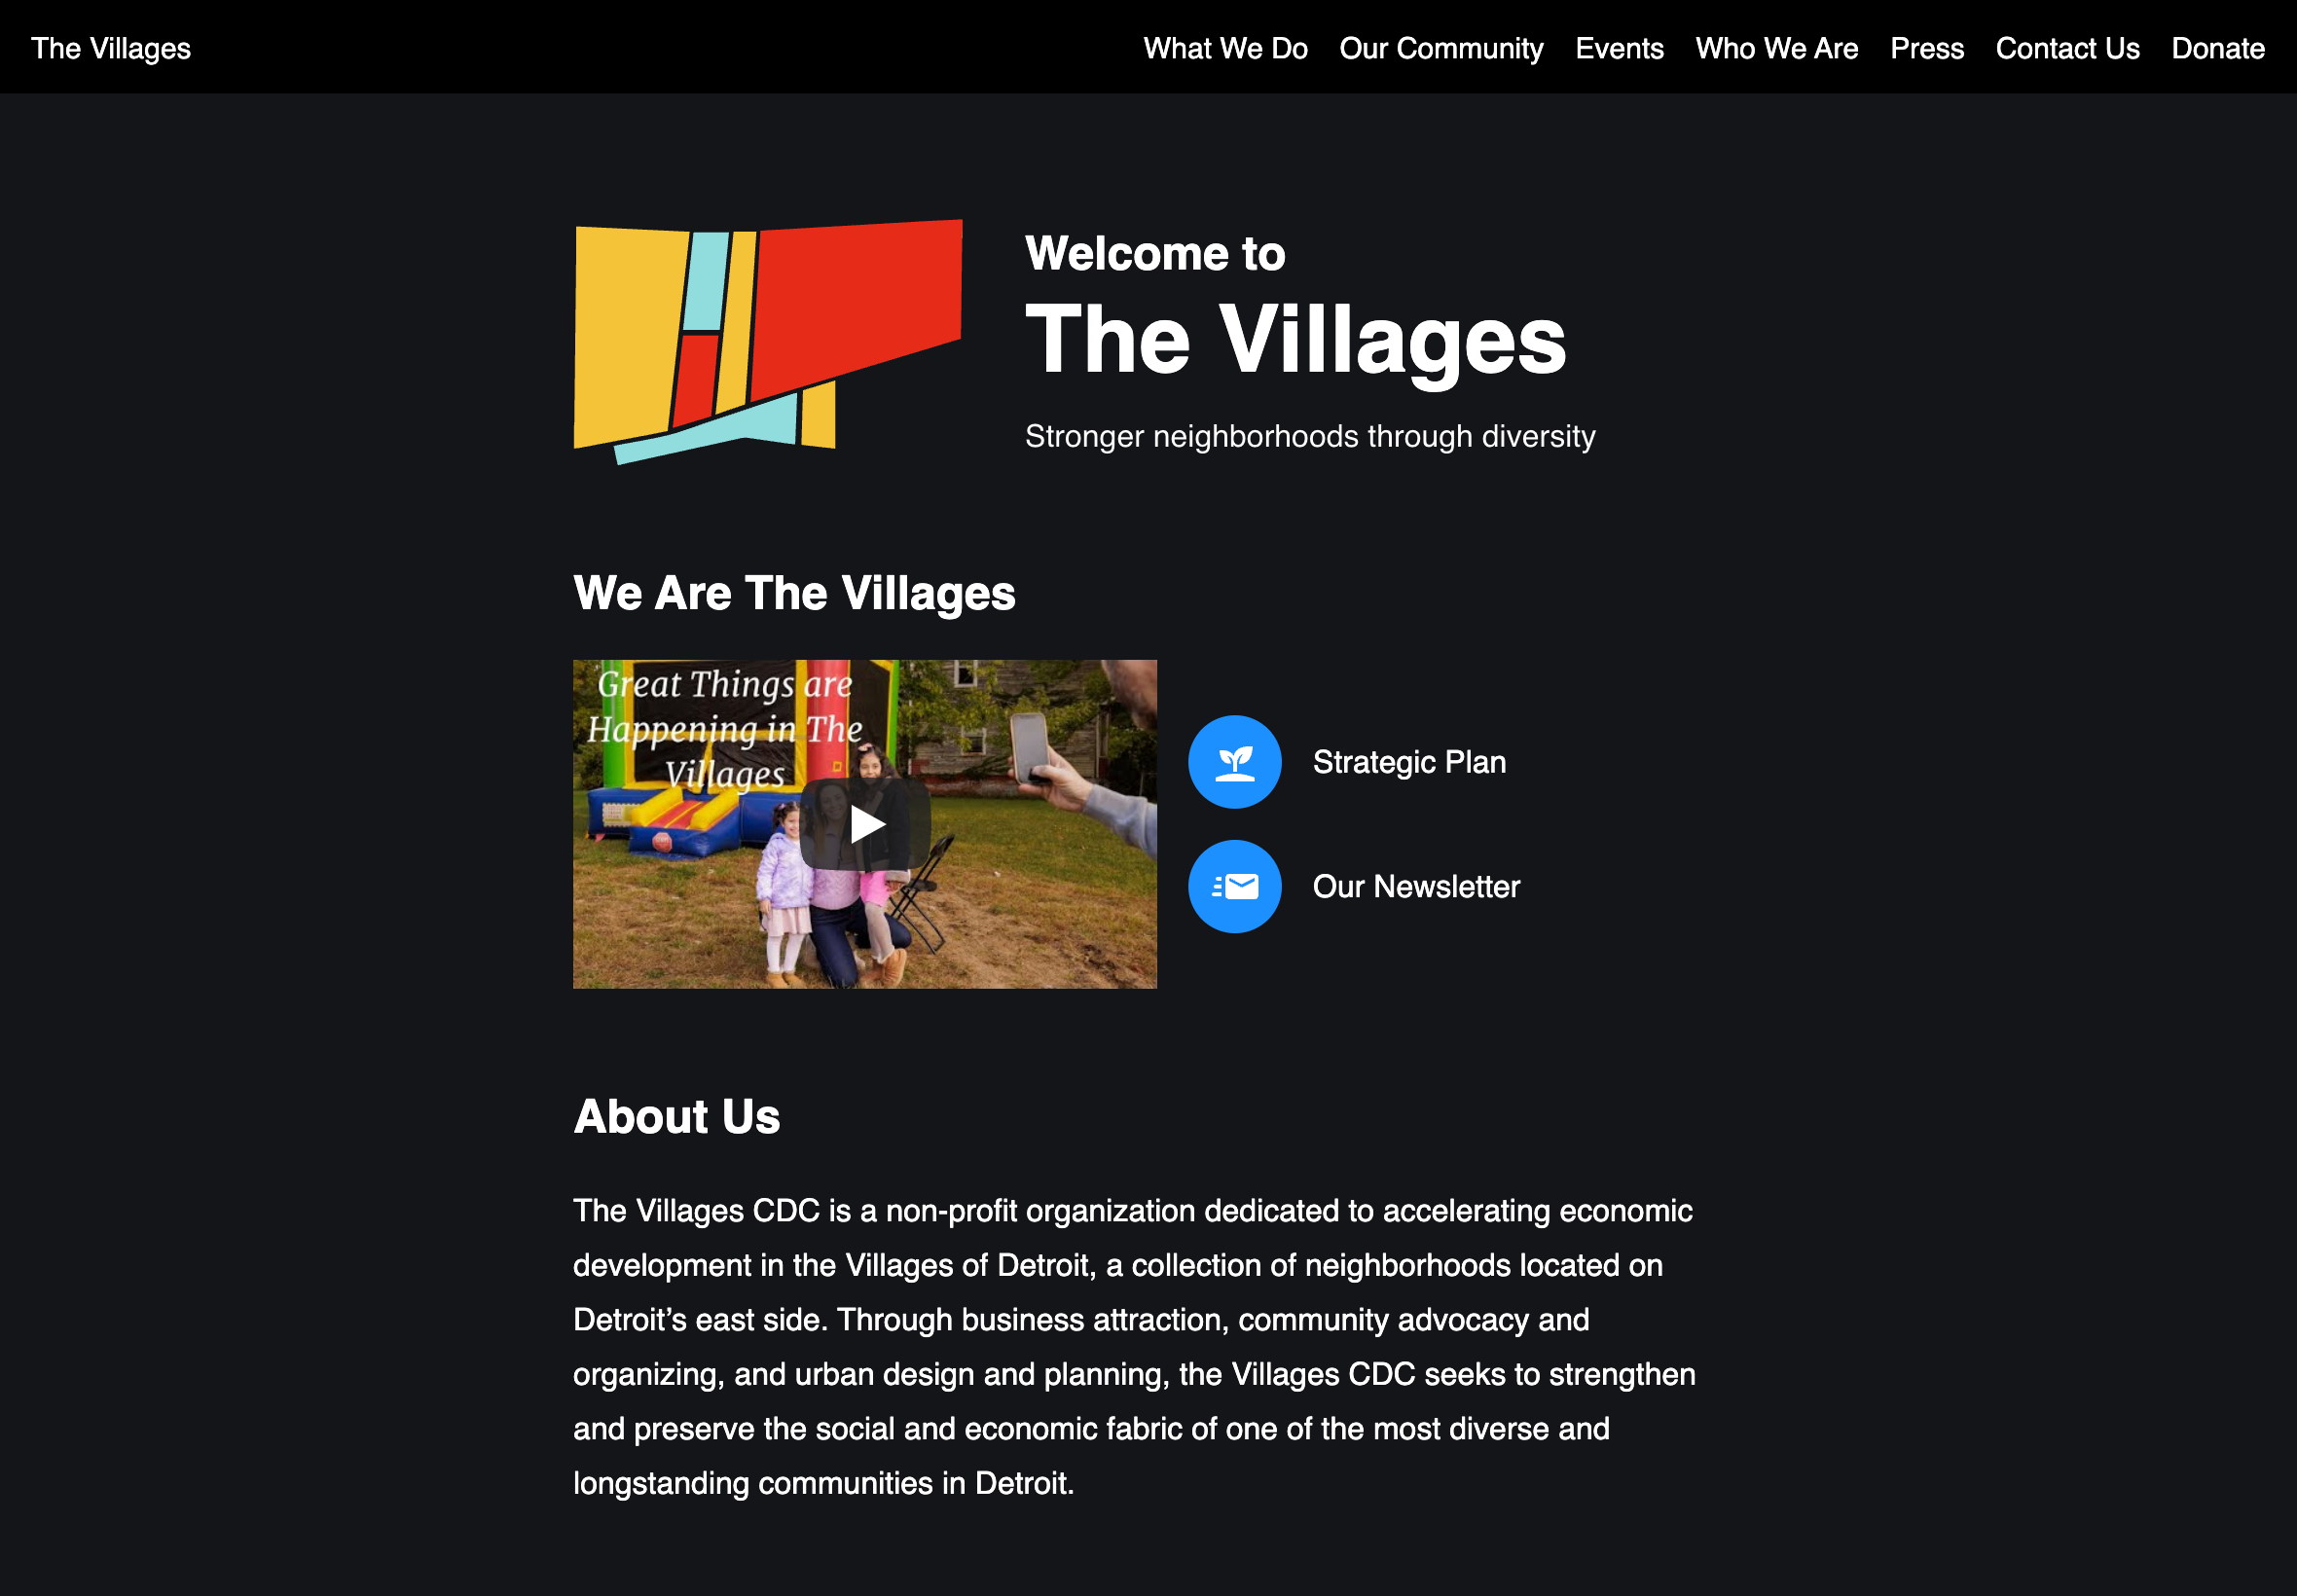 The Villages
What We Do
Our Community
Events
Who We Are
Press
Contact Us
Donate
Welcome to
The Villages
Stronger neighborhoods through diversity
We Are The Villages
Great Things are
Happening in The
Villages
Strategic Plan
Our Newsletter
About Us
The Villages CDC is a non-profit organization dedicated to accelerating economic
development in the Villages of Detroit, a collection of neighborhoods located on
Detroit’s east side. Through business attraction, community advocacy and
organizing, and urban design and planning, the Villages CDC seeks to strengthen
and preserve the social and economic fabric of one of the most diverse and
longstanding communities in Detroit.